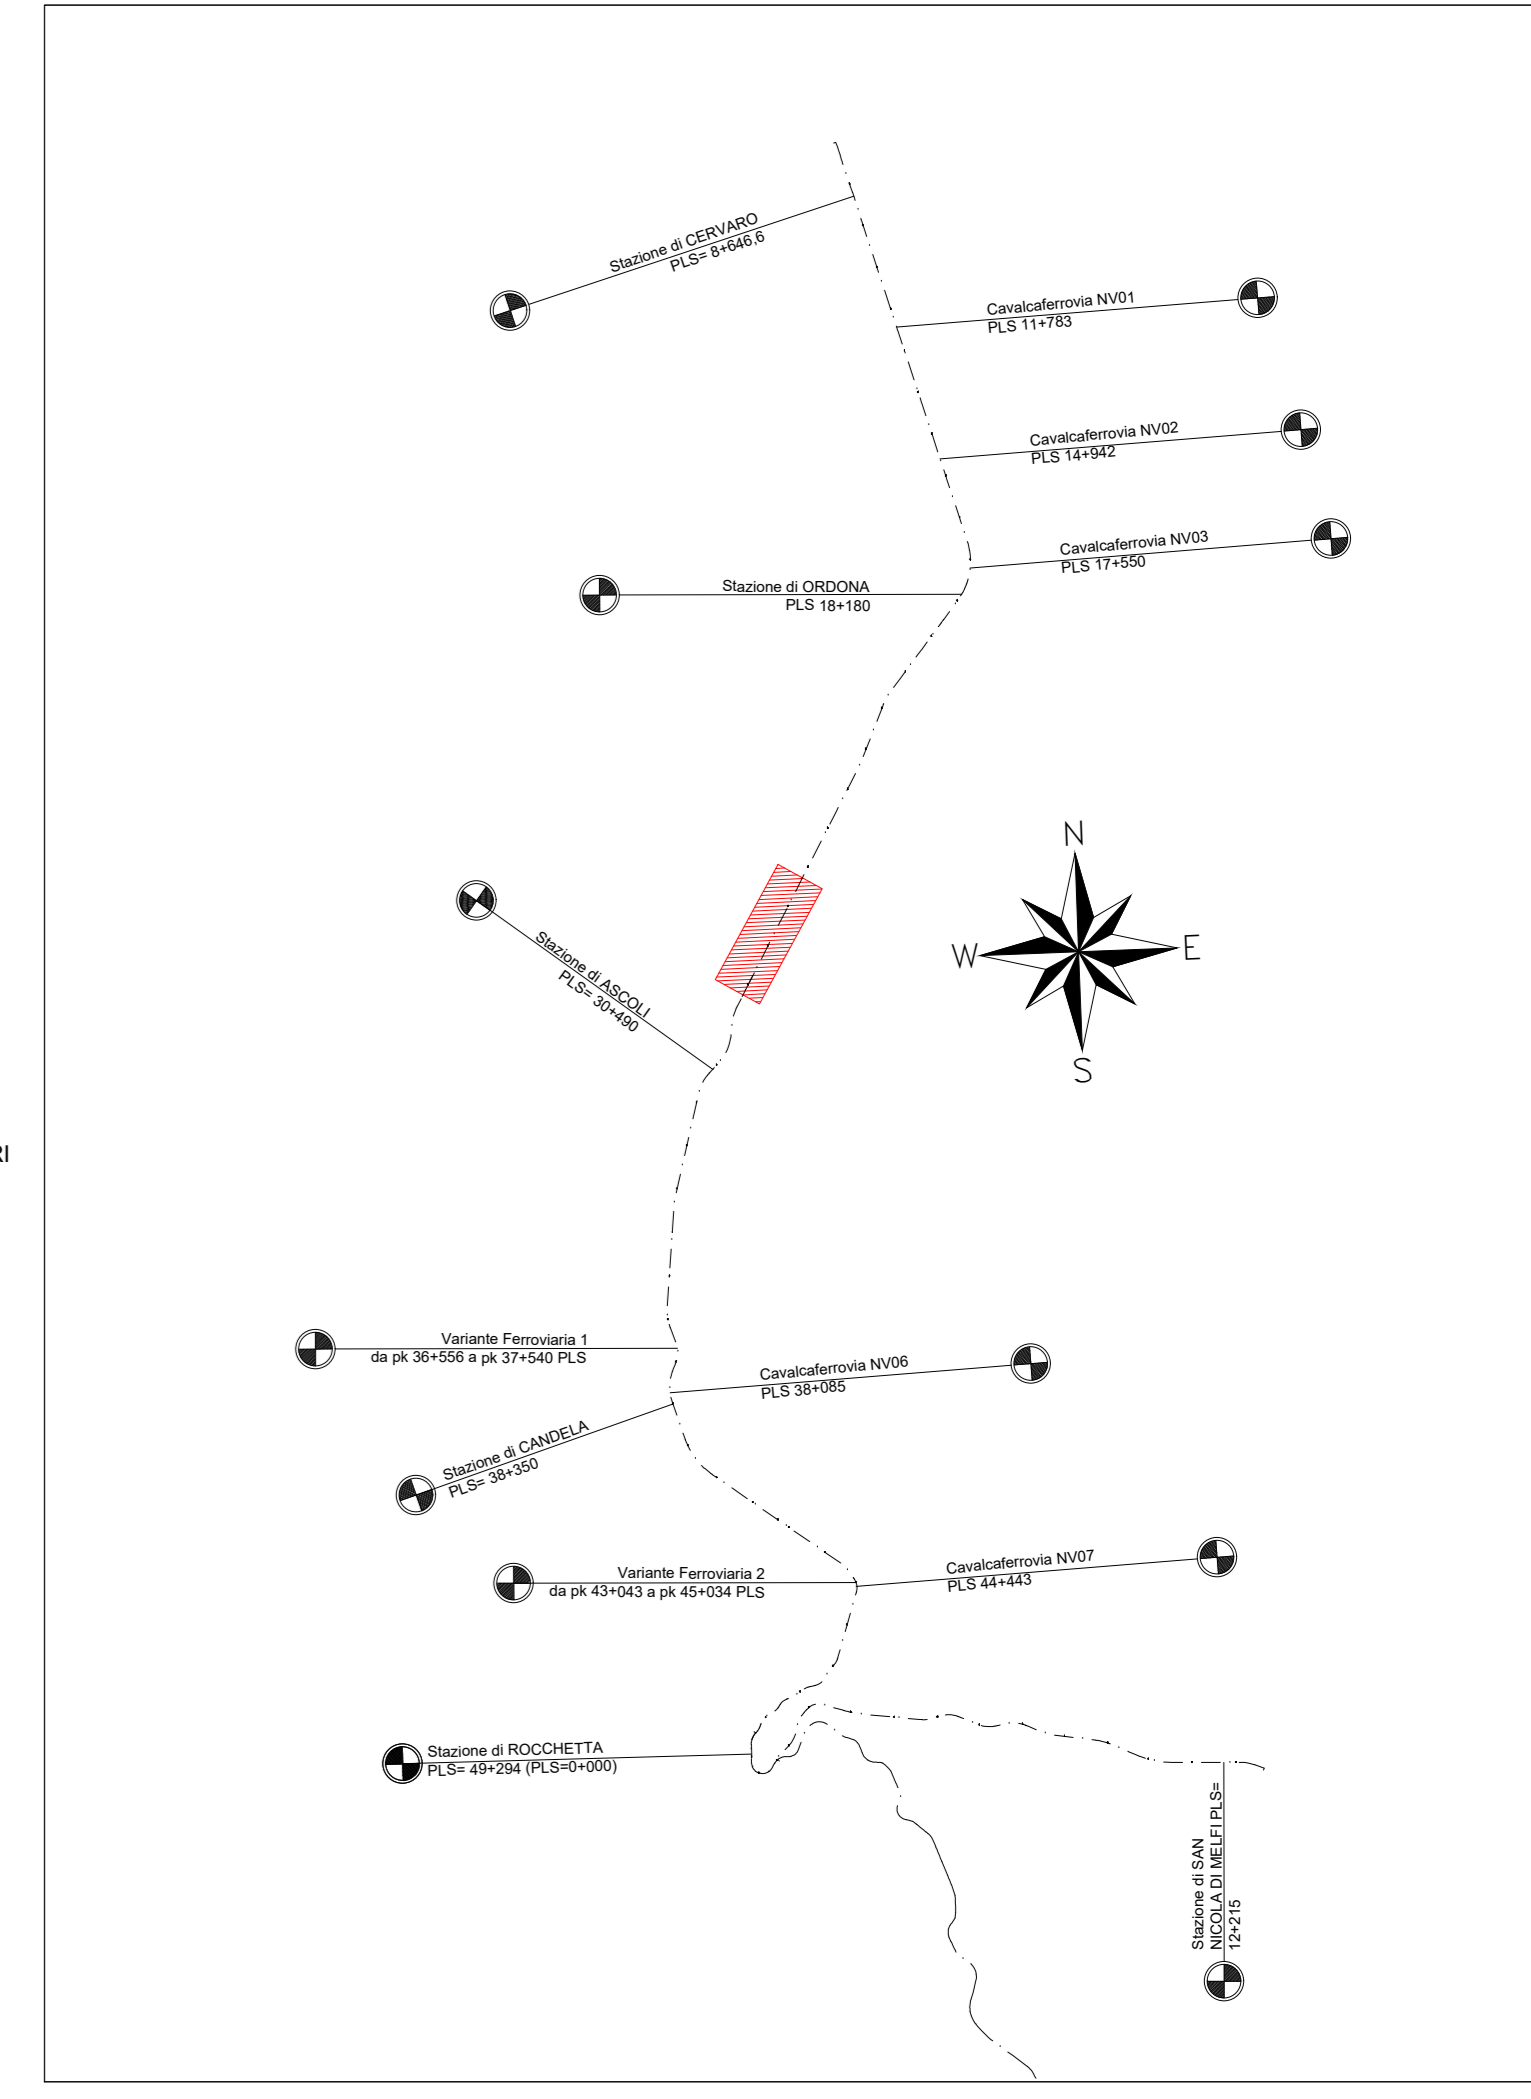 Stazione di CERVARO
PLS= 8+646,6
Cavalcaferrovia NV01
PLS 11+783
Cavalcaferrovia NV02
PLS 14+942
Cavalcaferrovia NV03
PLS 17+550
Stazione di ORDONA
PLS 18+180
N
W
E
S
Stazione di ASCOLI
PLS= 30+490
RI
Variante Ferroviaria 1
da pk 36+556 a pk 37+540 PLS
Cavalcaferrovia NV06
PLS 38+085
Stazione di CANDELA
PLS= 38+350
Variante Ferroviaria 2
da pk 43+043 a pk 45+034 PLS
Cavalcaferrovia NV07
PLS 44+443
Stazione di ROCCHETTA
PLS= 49+294 (PLS=0+000)
Stazione di SAN
NICOLA DI MELFI PLS=
12+215